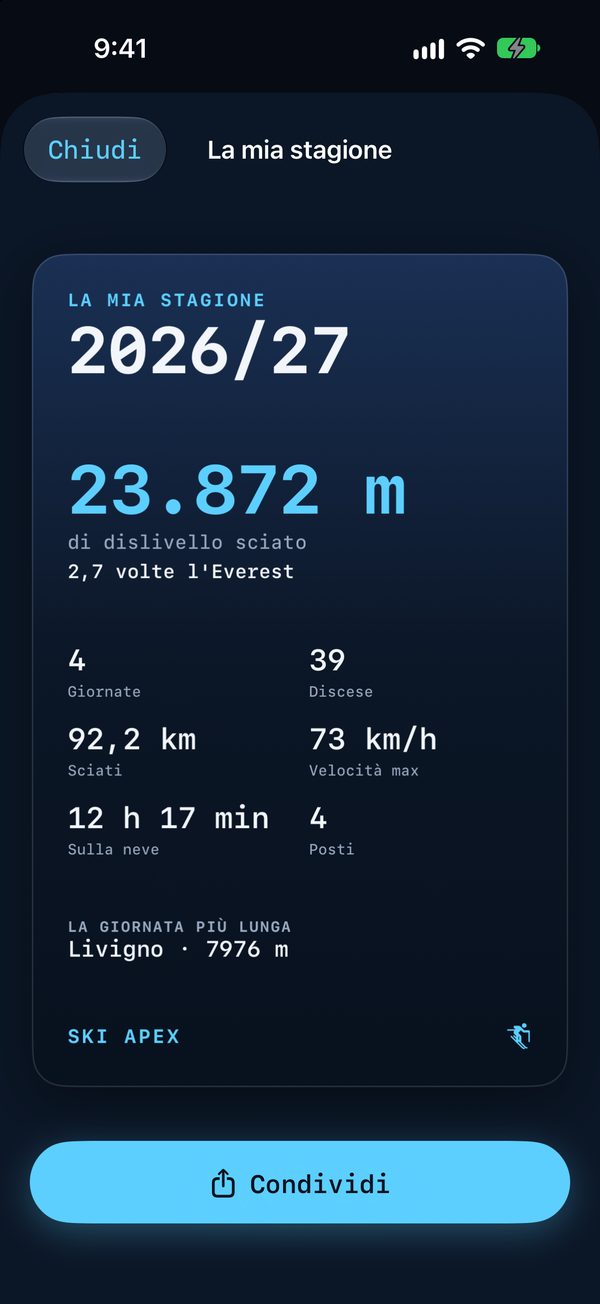 9:41
Chiudi
La mia stagione
LA MIA STAGIONE
2026/27
23.872 m
di dislivello sciato
2,7 volte l'Everest
4
39
Giornate
Discese
92,2 km
73 km/h
Sciati
Velocità max
12 h 17 min
4
Sulla neve
Posti
LA GIORNATA PIÙ LUNGA
Livigno · 7976 m
SKI APEX
Condividi